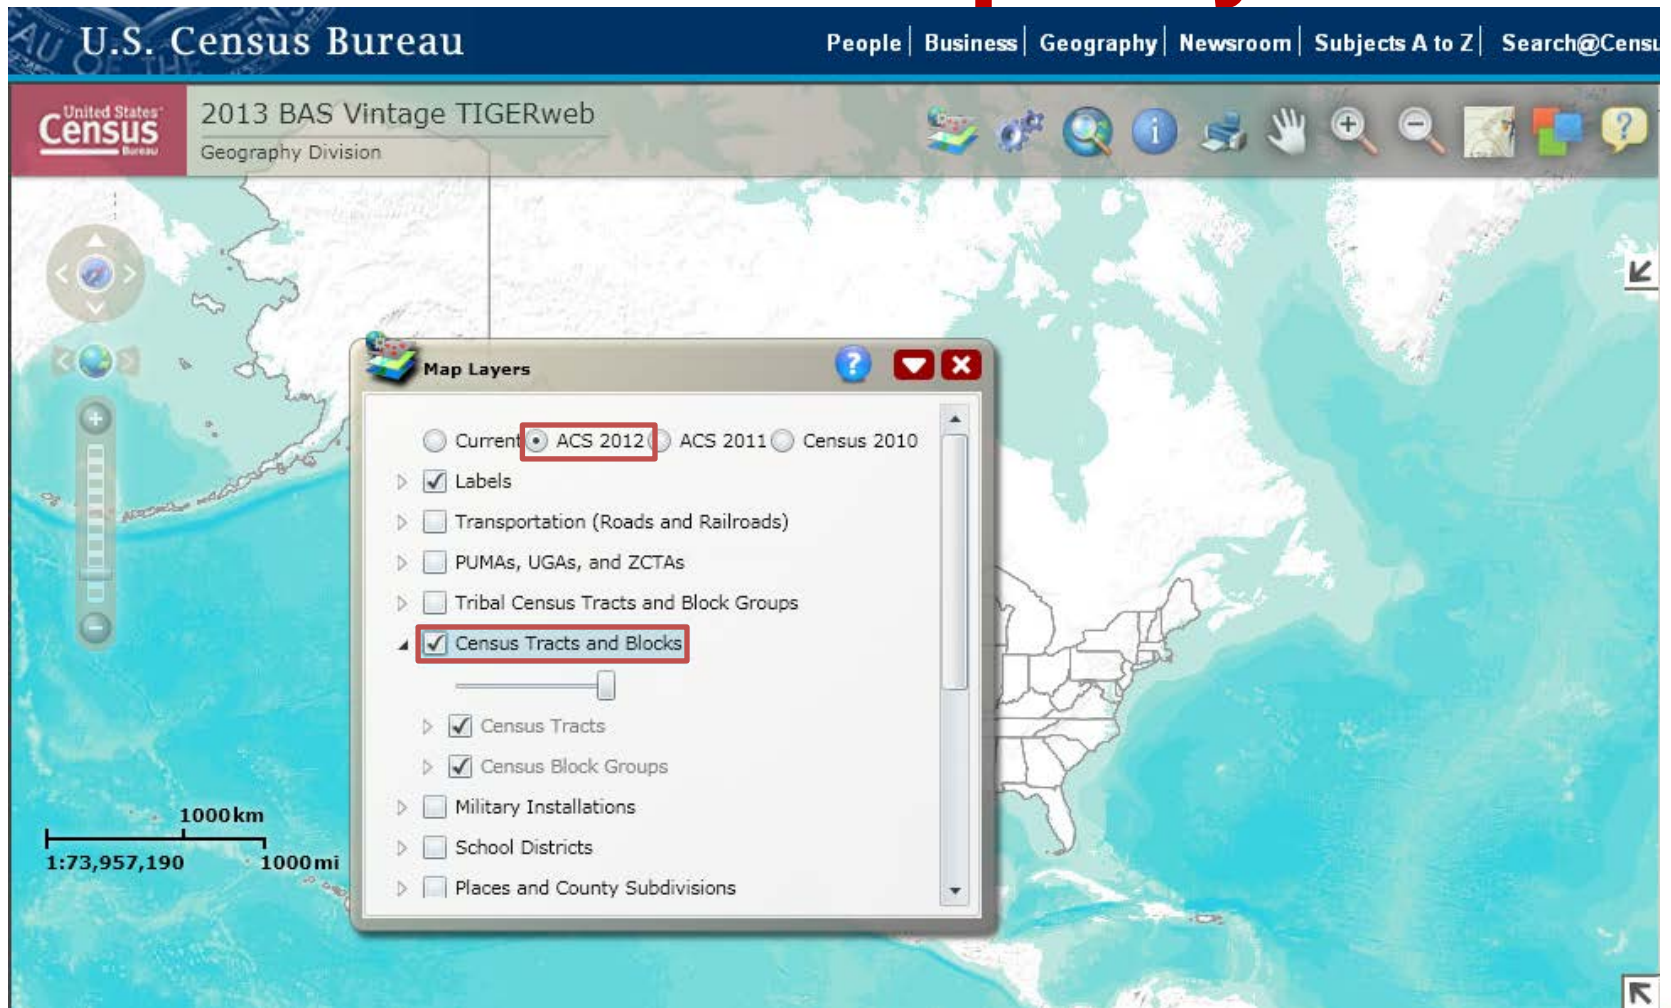 U.S. Census Bureau
People | Business | Geography | Newsroom | Subjects A to Z | Search@Censu
United States
Census
Bureau
2013 BAS Vintage TIGERweb
Geography Division
Map Layers
Current ACS 2012 ACS 2011 Census 2010
Labels
Transportation (Roads and Railroads)
PUMAs, UGAs, and ZCTAs
Tribal Census Tracts and Block Groups
Census Tracts and Blocks
Census Tracts
Census Block Groups
Military Installations
School Districts
Places and County Subdivisions
1000km
1:73,957,190 1000mi